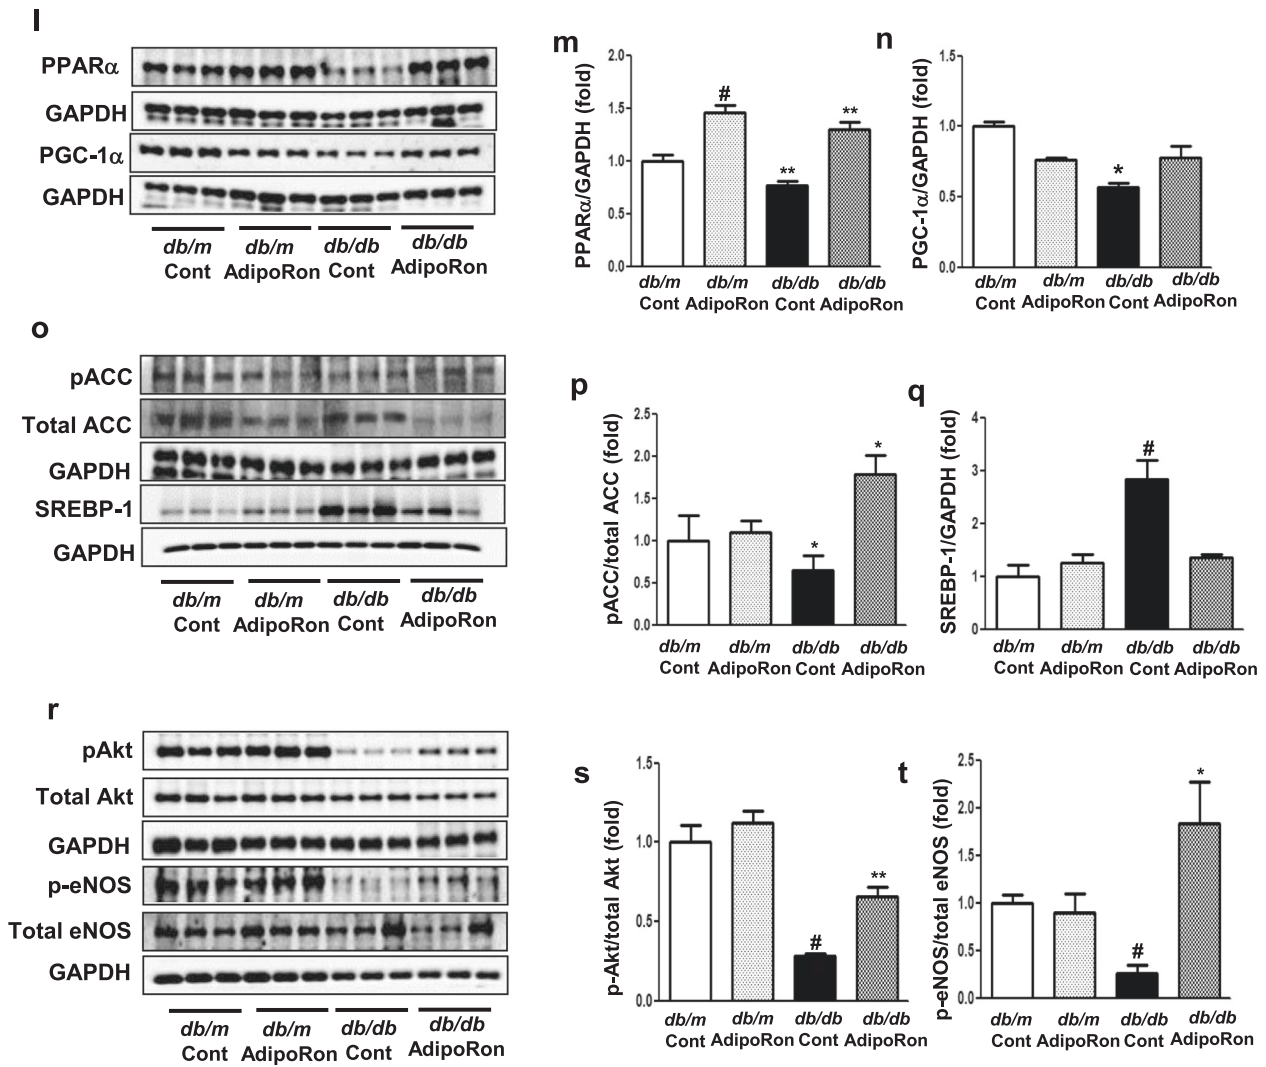 l
PPARα
GAPDH
PGC-1α
GAPDH
db/m db/m db/db db/db
Cont AdipoRon Cont AdipoRon
m
PPARα/GAPDH (fold)
2.0
1.5
1.0
0.5
0.0
#
**
**
db/m db/m db/db db/db
Cont AdipoRon Cont AdipoRon
n
PGC-1α/GAPDH (fold)
1.5
1.0
0.5
0.0
*
db/m db/m db/db db/db
Cont AdipoRon Cont AdipoRon
o
pACC
Total ACC
GAPDH
SREBP-1
GAPDH
db/m db/m db/db db/db
Cont AdipoRon Cont AdipoRon
p
pACC/total ACC (fold)
2.5
2.0
1.5
1.0
0.5
0.0
*
*
db/m db/m db/db db/db
Cont AdipoRon Cont AdipoRon
q
SREBP-1/GAPDH (fold)
4
3
2
1
0
#
db/m db/m db/db db/db
Cont AdipoRon Cont AdipoRon
r
pAkt
Total Akt
GAPDH
p-eNOS
Total eNOS
GAPDH
db/m db/m db/db db/db
Cont AdipoRon Cont AdipoRon
s
p-Akt/total Akt (fold)
1.5
1.0
0.5
0.0
#
**
db/m db/m db/db db/db
Cont AdipoRon Cont AdipoRon
t
p-eNOS/total eNOS (fold)
2.5
2.0
1.5
1.0
0.5
0.0
#
*
db/m db/m db/db db/db
Cont AdipoRon Cont AdipoRon